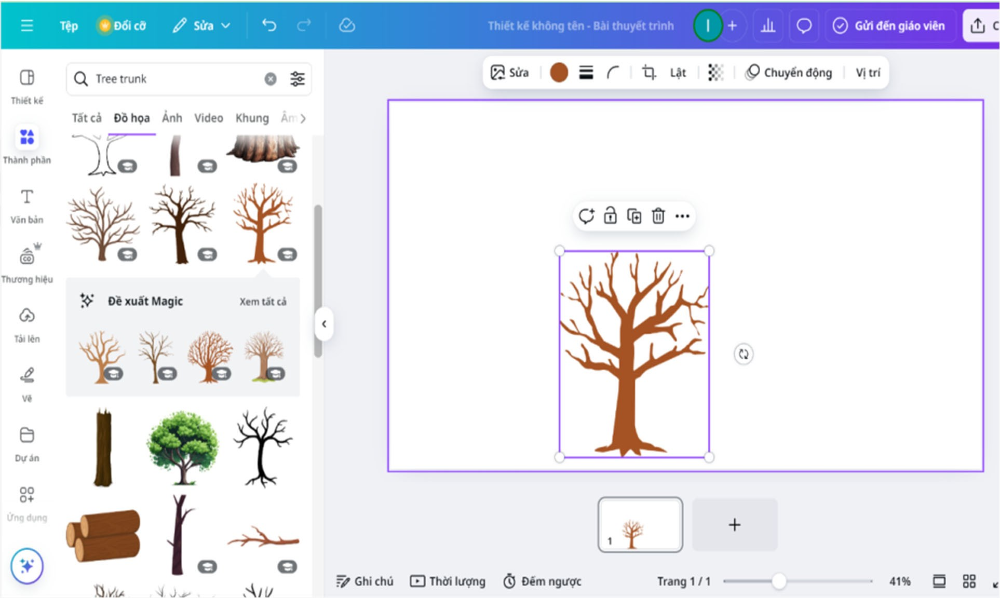 Tệp Đổi cỡ Sửa Thiết kế không tên - Bài thuyết trình I Gửi đến giáo viên
Thiết kế
Thành phần
Văn bản
CO
Thương hiệu
Tải lên
Vẽ
Dự án
Ứng dụng
Tree trunk
Tất cả Đồ họa Ảnh Video Khung Âm
Đề xuất Magic Xem tất cả
Sửa Lật Chuyển động Vị trí
1
Ghi chú Thời lượng Đếm ngược Trang 1 / 1 41%